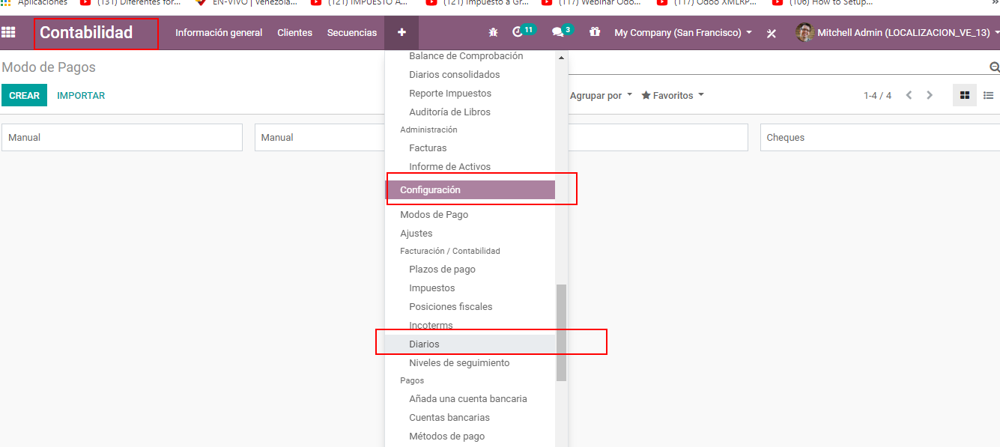 Aplicaciones (131) Diferentes for... EN-VIVO | Venezola... (121) IMPUESTO A... (121) Impuesto a Gr... (117) Webinar Odo... (117) Odoo XMLRP... (106) How to Setup... »
Contabilidad Información general Clientes Secuencias + 11 3 My Company (San Francisco) Mitchell Admin (LOCALIZACION_VE_13)
Modo de Pagos
CREAR IMPORTAR
Agrupar por Favoritos 1-4 / 4
Manual Manual Cheques
Balance de Comprobación
Diarios consolidados
Reporte Impuestos
Auditoría de Libros
Administración
Facturas
Informe de Activos
Configuración
Modos de Pago
Ajustes
Facturación / Contabilidad
Plazos de pago
Impuestos
Posiciones fiscales
Incoterms
Diarios
Niveles de seguimiento
Pagos
Añada una cuenta bancaria
Cuentas bancarias
Métodos de pago